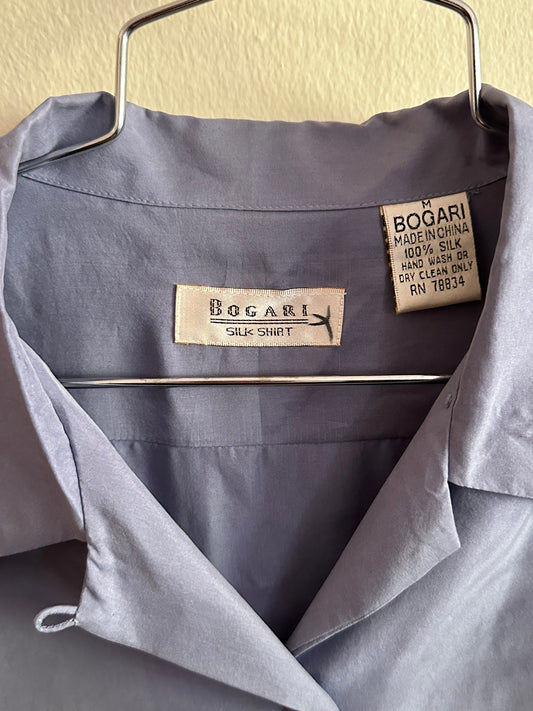 M
BOGARI
MADE IN CHINA
100% SILK
HAND WASH OR
DRY CLEAN ONLY
RN 78834
BOGARI
SILK SHIRT